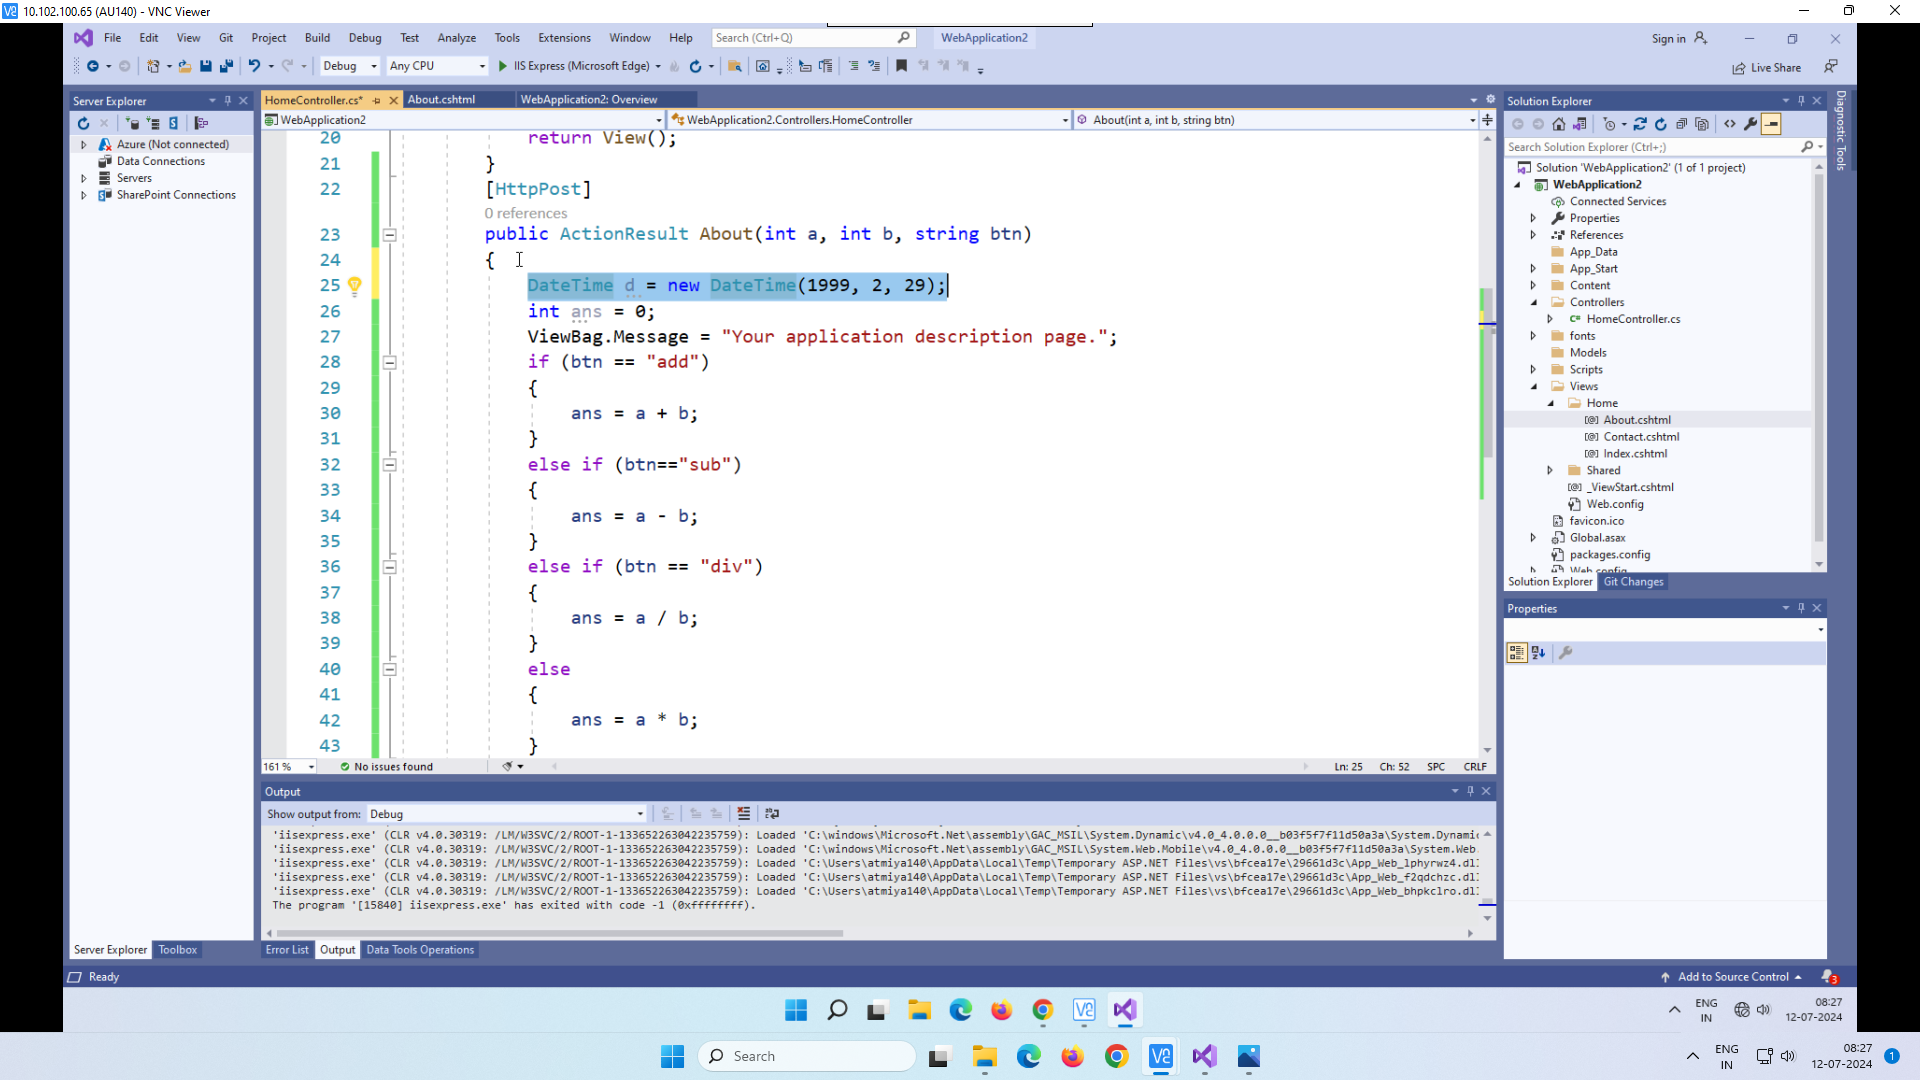 10.102.100.65 (AU140) - VNC Viewer
File Edit View Git Project Build Debug Test Analyze Tools Extensions Window Help Search (Ctrl+Q) WebApplication2 Sign in
Debug Any CPU IIS Express (Microsoft Edge) Live Share
Server Explorer
Azure (Not connected)
Data Connections
Servers
SharePoint Connections
Server Explorer Toolbox
HomeController.cs* About.cshtml WebApplication2: Overview
WebApplication2 WebApplication2.Controllers.HomeController About(int a, int b, string btn)
20 return View();
21 }
22 [HttpPost]
0 references
23 public ActionResult About(int a, int b, string btn)
24 {
25 DateTime d = new DateTime(1999, 2, 29);
26 int ans = 0;
27 ViewBag.Message = "Your application description page.";
28 if (btn == "add")
29 {
30 ans = a + b;
31 }
32 else if (btn=="sub")
33 {
34 ans = a - b;
35 }
36 else if (btn == "div")
37 {
38 ans = a / b;
39 }
40 else
41 {
42 ans = a * b;
43 }
161 % No issues found Ln: 25 Ch: 52 SPC CRLF
Output
Show output from: Debug
'iisexpress.exe' (CLR v4.0.30319: /LM/W3SVC/2/ROOT-1-133652263042235759): Loaded 'C:\windows\Microsoft.Net\assembly\GAC_MSIL\System.Dynamic\v4.0_4.0.0.0__b03f5f7f11d50a3a\System.Dynamic
'iisexpress.exe' (CLR v4.0.30319: /LM/W3SVC/2/ROOT-1-133652263042235759): Loaded 'C:\windows\Microsoft.Net\assembly\GAC_MSIL\System.Web.Mobile\v4.0_4.0.0.0__b03f5f7f11d50a3a\System.Web.
'iisexpress.exe' (CLR v4.0.30319: /LM/W3SVC/2/ROOT-1-133652263042235759): Loaded 'C:\Users\atmiya140\AppData\Local\Temp\Temporary ASP.NET Files\vs\bfcea17e\29661d3c\App_Web_lphyrwz4.dl
'iisexpress.exe' (CLR v4.0.30319: /LM/W3SVC/2/ROOT-1-133652263042235759): Loaded 'C:\Users\atmiya140\AppData\Local\Temp\Temporary ASP.NET Files\vs\bfcea17e\29661d3c\App_Web_f2qdchzc.dl
'iisexpress.exe' (CLR v4.0.30319: /LM/W3SVC/2/ROOT-1-133652263042235759): Loaded 'C:\Users\atmiya140\AppData\Local\Temp\Temporary ASP.NET Files\vs\bfcea17e\29661d3c\App_Web_bhpkclro.dl
The program '[15840] iisexpress.exe' has exited with code -1 (0xffffffff).
Error List Output Data Tools Operations
Solution Explorer
Search Solution Explorer (Ctrl+;)
Solution 'WebApplication2' (1 of 1 project)
WebApplication2
Connected Services
Properties
References
App_Data
App_Start
Content
Controllers
HomeController.cs
fonts
Models
Scripts
Views
Home
About.cshtml
Contact.cshtml
Index.cshtml
Shared
_ViewStart.cshtml
Web.config
favicon.ico
Global.asax
packages.config
Web.config
Solution Explorer Git Changes
Properties
Diagnostic Tools
Ready Add to Source Control 3
ENG
IN
08:27
12-07-2024
Search
ENG
IN
08:27
12-07-2024
1